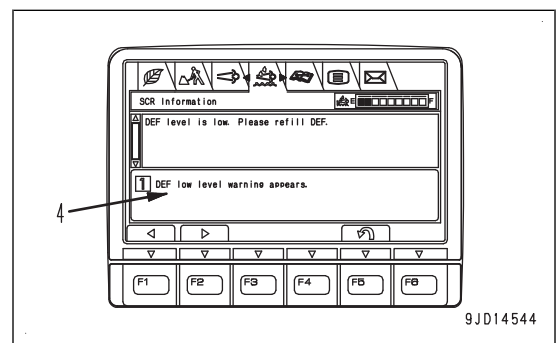 SCR Information
E F
DEF level is low. Please refill DEF.
1 DEF low level warning appears.
4
F1 F2 F3 F4 F5 F6
9JD14544